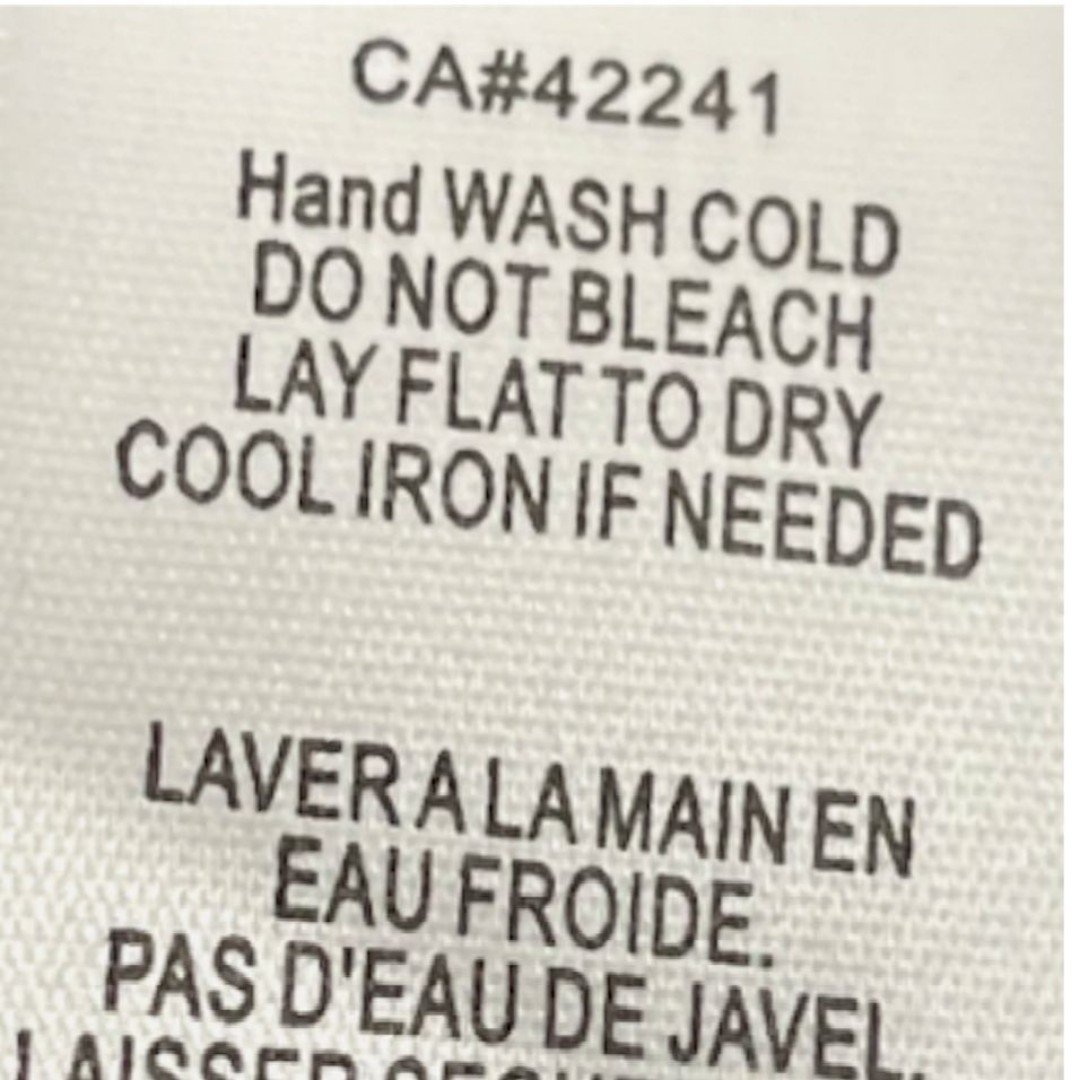 CA#42241
Hand WASH COLD
DO NOT BLEACH
LAY FLAT TO DRY
COOL IRON IF NEEDED
LAVER A LA MAIN EN
EAU FROIDE.
PAS D'EAU DE JAVEL.
LAISSER